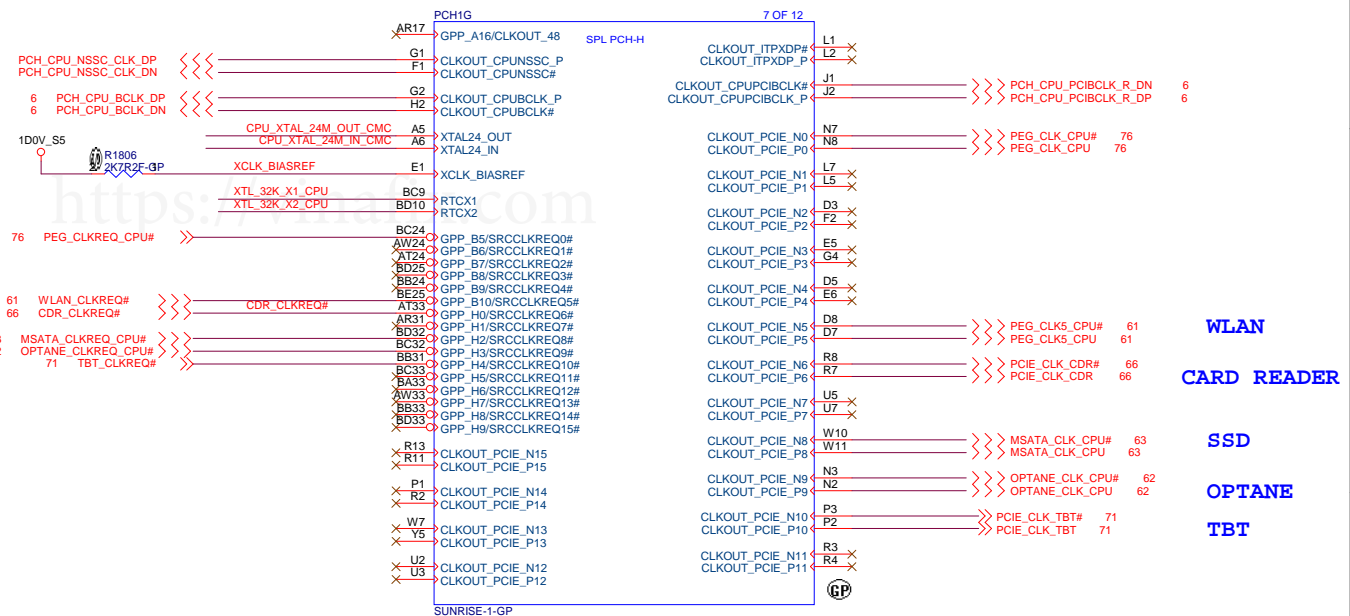 PCH1G
7 OF 12
SPL PCH-H
AR17
GPP_A16/CLKOUT_48
PCH_CPU_NSSC_CLK_DP
G1
CLKOUT_CPUNSSC_P
PCH_CPU_NSSC_CLK_DN
F1
CLKOUT_CPUNSSC#
6 PCH_CPU_BCLK_DP
G2
CLKOUT_CPUBCLK_P
6 PCH_CPU_BCLK_DN
H2
CLKOUT_CPUBCLK#
CPU_XTAL_24M_OUT_CMC
A5
XTAL24_OUT
CPU_XTAL_24M_IN_CMC
A6
XTAL24_IN
1D0V_S5
R1806
2K7R2F-GP
XCLK_BIASREF
E1
XCLK_BIASREF
https://vinafix.com
XTL_32K_X1_CPU
BC9
RTCX1
XTL_32K_X2_CPU
BD10
RTCX2
76 PEG_CLKREQ_CPU#
BC24
GPP_B5/SRCCLKREQ0#
AW24
GPP_B6/SRCCLKREQ1#
AT24
GPP_B7/SRCCLKREQ2#
BD25
GPP_B8/SRCCLKREQ3#
BB24
GPP_B9/SRCCLKREQ4#
61 WLAN_CLKREQ#
BE25
GPP_B10/SRCCLKREQ5#
66 CDR_CLKREQ#
CDR_CLKREQ#
AT33
GPP_H0/SRCCLKREQ6#
AR31
GPP_H1/SRCCLKREQ7#
MSATA_CLKREQ_CPU#
BD32
GPP_H2/SRCCLKREQ8#
OPTANE_CLKREQ_CPU#
BC32
GPP_H3/SRCCLKREQ9#
71 TBT_CLKREQ#
BB31
GPP_H4/SRCCLKREQ10#
BC33
GPP_H5/SRCCLKREQ11#
BA33
GPP_H6/SRCCLKREQ12#
AW33
GPP_H7/SRCCLKREQ13#
BB33
GPP_H8/SRCCLKREQ14#
BD33
GPP_H9/SRCCLKREQ15#
R13
CLKOUT_PCIE_N15
R11
CLKOUT_PCIE_P15
P1
CLKOUT_PCIE_N14
R2
CLKOUT_PCIE_P14
W7
CLKOUT_PCIE_N13
Y5
CLKOUT_PCIE_P13
U2
CLKOUT_PCIE_N12
U3
CLKOUT_PCIE_P12
SUNRISE-1-GP
CLKOUT_ITPXDP#
L1
CLKOUT_ITPXDP_P
L2
CLKOUT_CPUPCIBCLK#
J1
PCH_CPU_PCIBCLK_R_DN 6
CLKOUT_CPUPCIBCLK_P
J2
PCH_CPU_PCIBCLK_R_DP 6
CLKOUT_PCIE_N0
N7
PEG_CLK_CPU# 76
CLKOUT_PCIE_P0
N8
PEG_CLK_CPU 76
CLKOUT_PCIE_N1
L7
CLKOUT_PCIE_P1
L5
CLKOUT_PCIE_N2
D3
CLKOUT_PCIE_P2
F2
CLKOUT_PCIE_N3
E5
CLKOUT_PCIE_P3
G4
CLKOUT_PCIE_N4
D5
CLKOUT_PCIE_P4
E6
CLKOUT_PCIE_N5
D8
PEG_CLK5_CPU# 61
CLKOUT_PCIE_P5
D7
PEG_CLK5_CPU 61
WLAN
CLKOUT_PCIE_N6
R8
PCIE_CLK_CDR# 66
CLKOUT_PCIE_P6
R7
PCIE_CLK_CDR 66
CARD READER
CLKOUT_PCIE_N7
U5
CLKOUT_PCIE_P7
U7
CLKOUT_PCIE_N8
W10
MSATA_CLK_CPU# 63
CLKOUT_PCIE_P8
W11
MSATA_CLK_CPU 63
SSD
CLKOUT_PCIE_N9
N3
OPTANE_CLK_CPU# 62
CLKOUT_PCIE_P9
N2
OPTANE_CLK_CPU 62
OPTANE
CLKOUT_PCIE_N10
P3
PCIE_CLK_TBT# 71
CLKOUT_PCIE_P10
P2
PCIE_CLK_TBT 71
TBT
CLKOUT_PCIE_N11
R3
CLKOUT_PCIE_P11
R4
GP